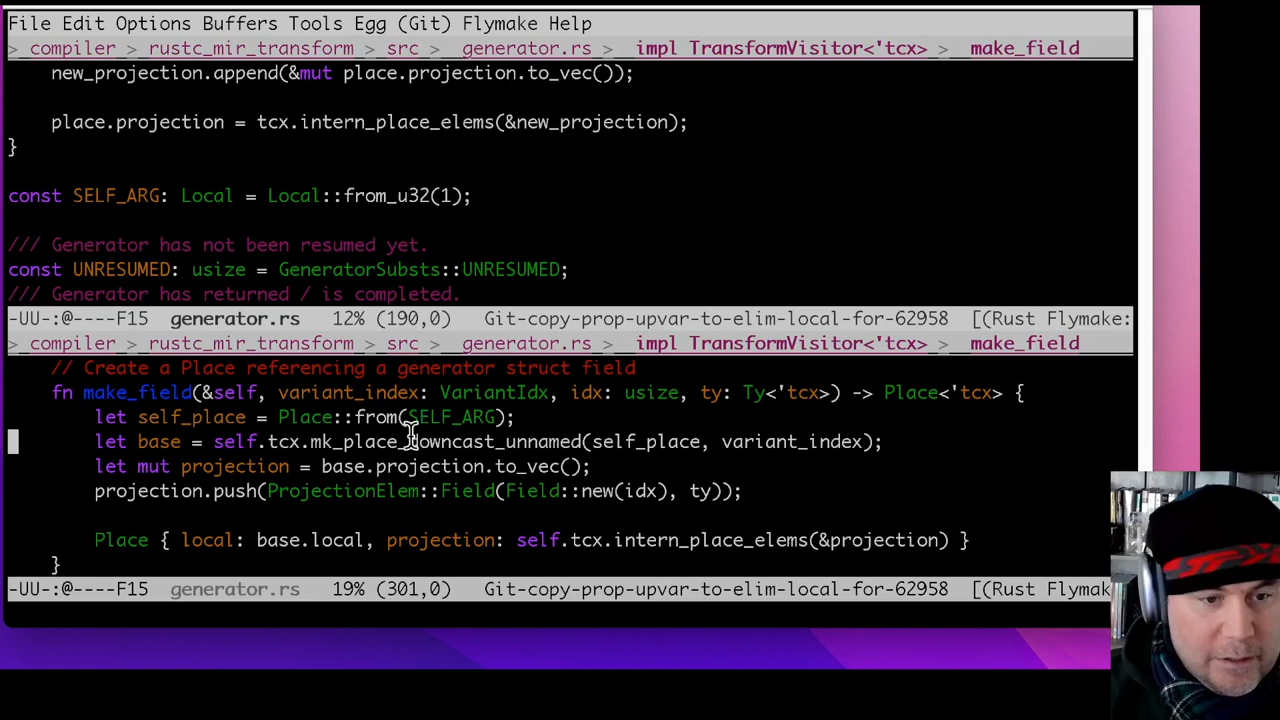 File Edit Options Buffers Tools Egg (Git) Flymake Help
> compiler > rustc_mir_transform > src > generator.rs > impl TransformVisitor<'tcx> > make_field
new_projection.append(&mut place.projection.to_vec());
place.projection = tcx.intern_place_elems(&new_projection);
}
const SELF_ARG: Local = Local::from_u32(1);
/// Generator has not been resumed yet.
const UNRESUMED: usize = GeneratorSubsts::UNRESUMED;
/// Generator has returned / is completed.
-UU-:@----F15 generator.rs 12% (190,0) Git-copy-prop-upvar-to-elim-local-for-62958 [(Rust Flymake:
> compiler > rustc_mir_transform > src > generator.rs > impl TransformVisitor<'tcx> > make_field
// Create a Place referencing a generator struct field
fn make_field(&self, variant_index: VariantIdx, idx: usize, ty: Ty<'tcx>) -> Place<'tcx> {
let self_place = Place::from(SELF_ARG);
let base = self.tcx.mk_place_downcast_unnamed(self_place, variant_index);
let mut projection = base.projection.to_vec();
projection.push(ProjectionElem::Field(Field::new(idx), ty));
Place { local: base.local, projection: self.tcx.intern_place_elems(&projection) }
}
-UU-:@----F15 generator.rs 19% (301,0) Git-copy-prop-upvar-to-elim-local-for-62958 [(Rust Flymak